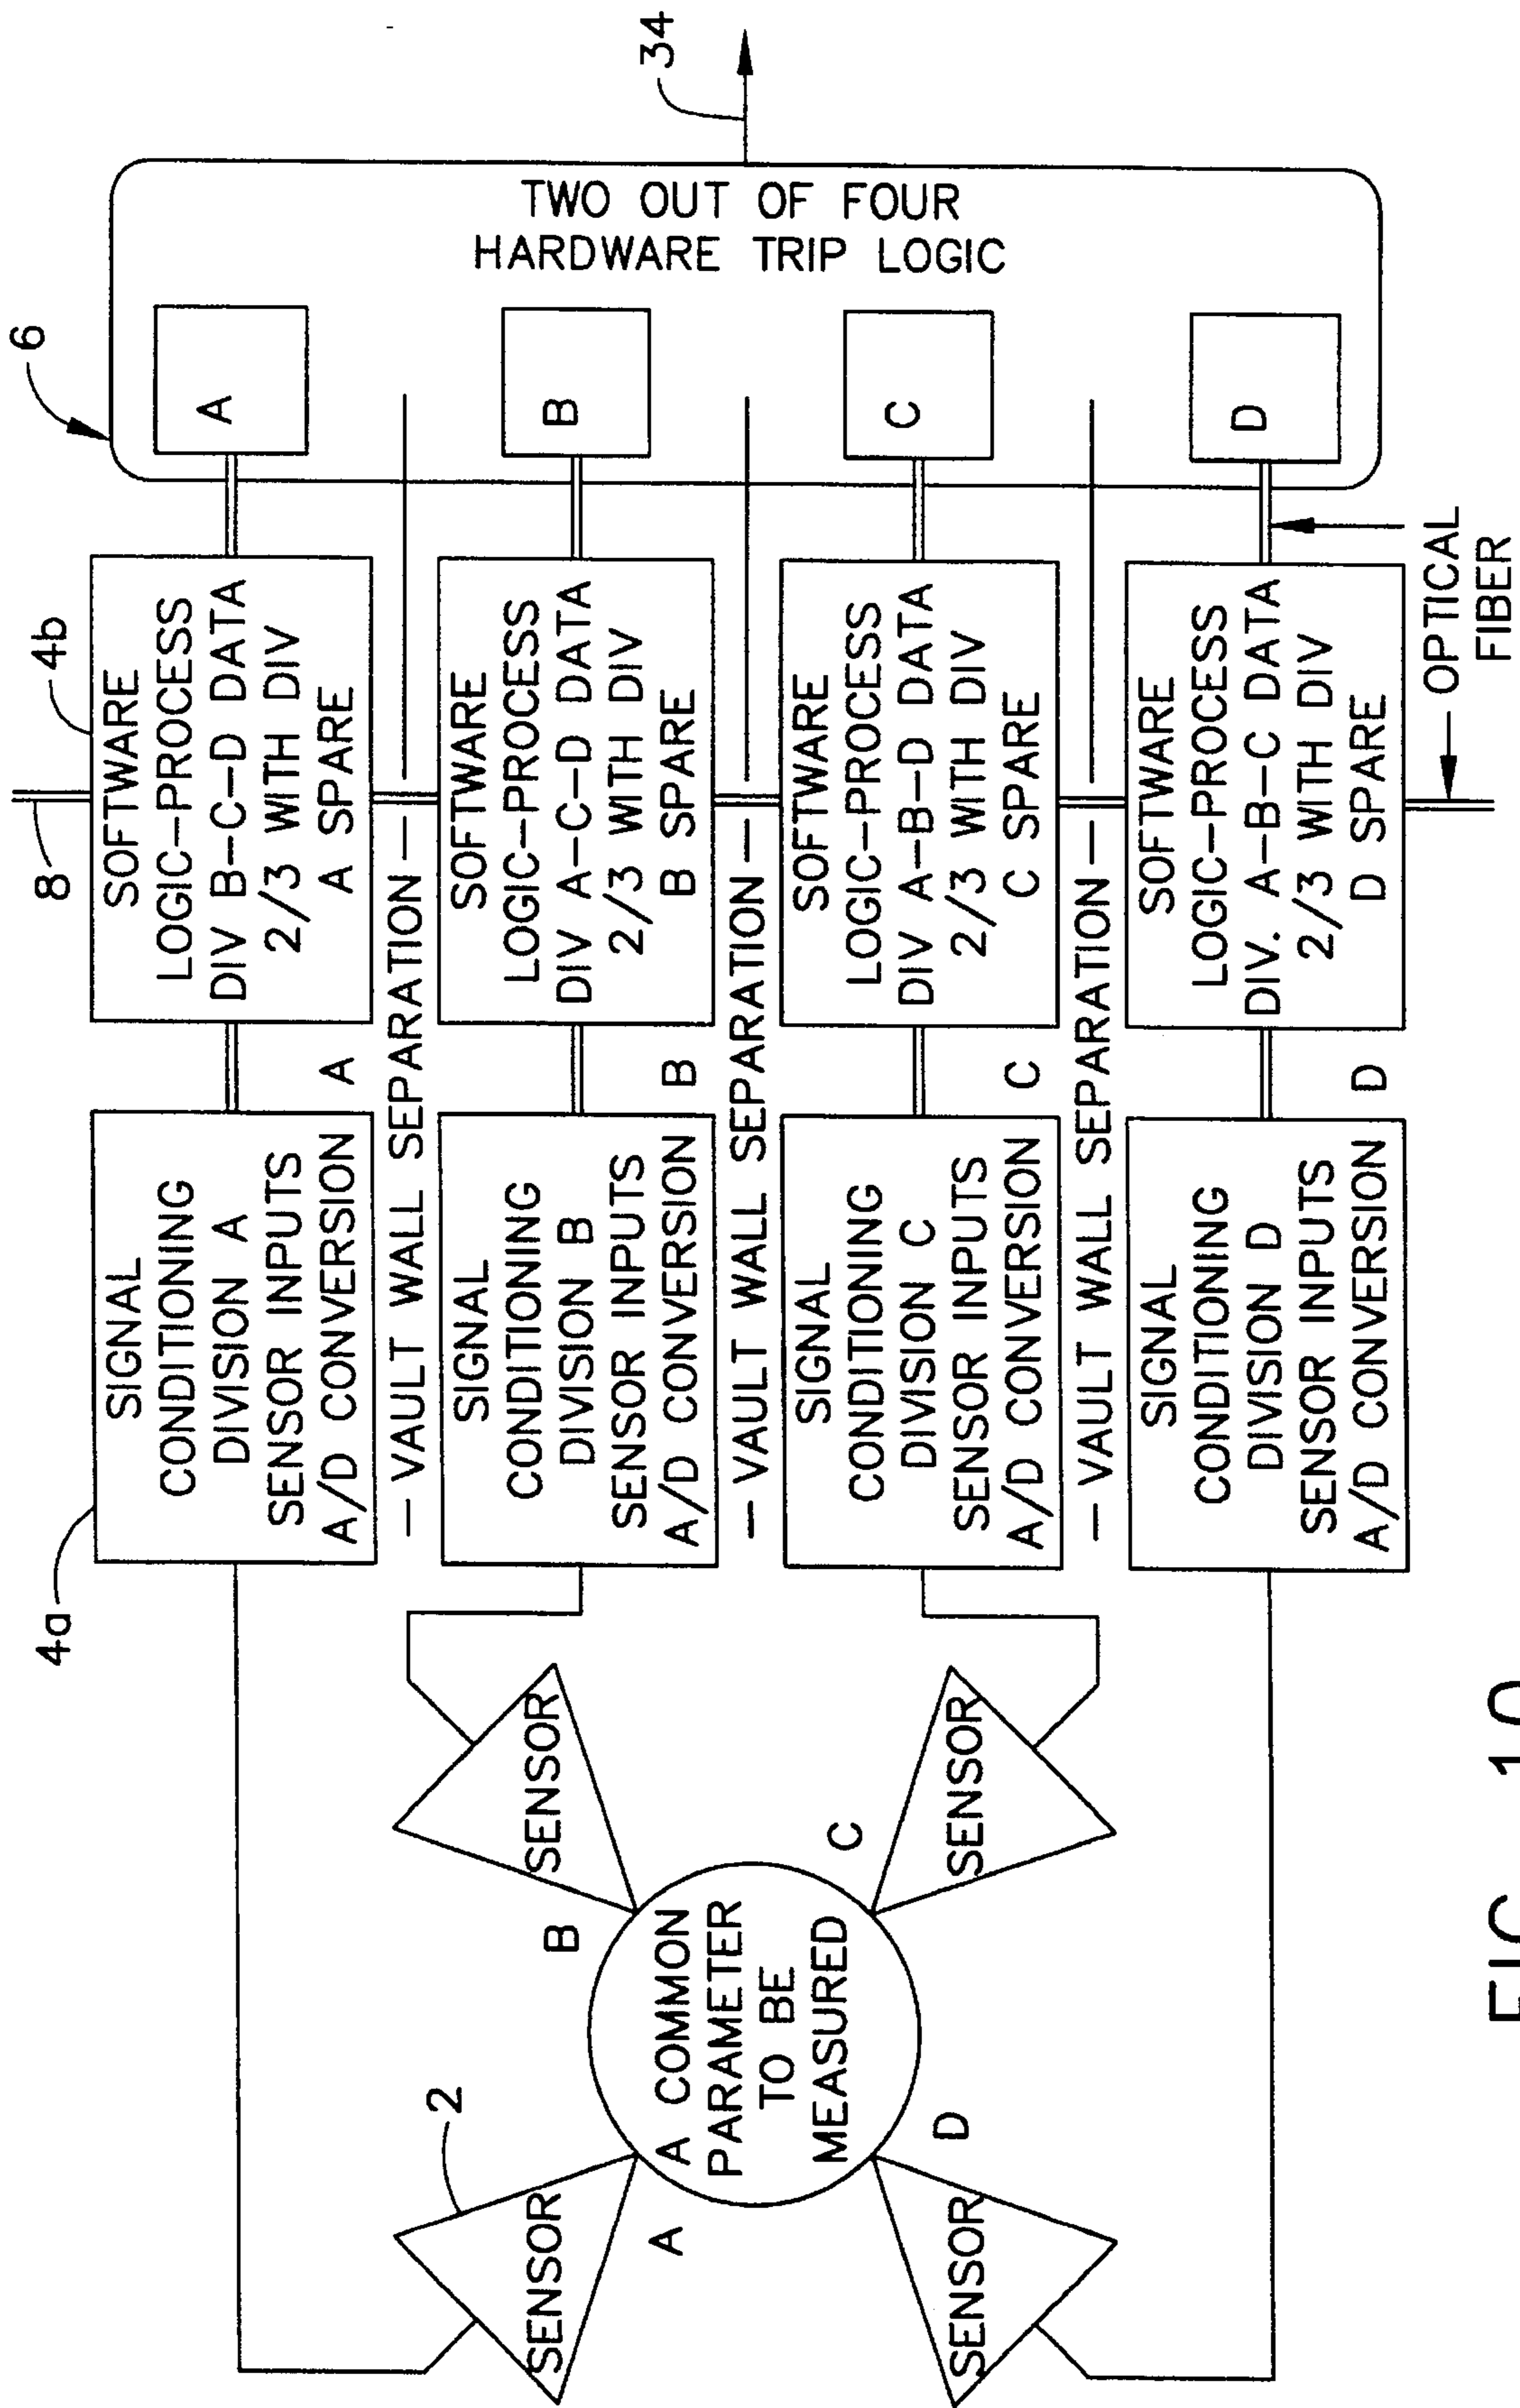 8
4a
SIGNAL
CONDITIONING
DIVISION A
SENSOR INPUTS
A/D CONVERSION
A
4b
SOFTWARE
LOGIC-PROCESS
DIV B-C-D DATA
2/3 WITH DIV
A SPARE
6
A
B
C
D
TWO OUT OF FOUR
HARDWARE TRIP LOGIC
34
— VAULT WALL SEPARATION —
SIGNAL
CONDITIONING
DIVISION B
SENSOR INPUTS
A/D CONVERSION
B
SOFTWARE
LOGIC-PROCESS
DIV A-C-D DATA
2/3 WITH DIV
B SPARE
— VAULT WALL SEPARATION —
SIGNAL
CONDITIONING
DIVISION C
SENSOR INPUTS
A/D CONVERSION
C
SOFTWARE
LOGIC-PROCESS
DIV A-B-D DATA
2/3 WITH DIV
C SPARE
— VAULT WALL SEPARATION —
SIGNAL
CONDITIONING
DIVISION D
SENSOR INPUTS
A/D CONVERSION
D
SOFTWARE
LOGIC-PROCESS
DIV. A-B-C DATA
2/3 WITH DIV
D SPARE
OPTICAL
FIBER
2
SENSOR
A
SENSOR
B
A COMMON
PARAMETER
TO BE
MEASURED
SENSOR
D
SENSOR
C